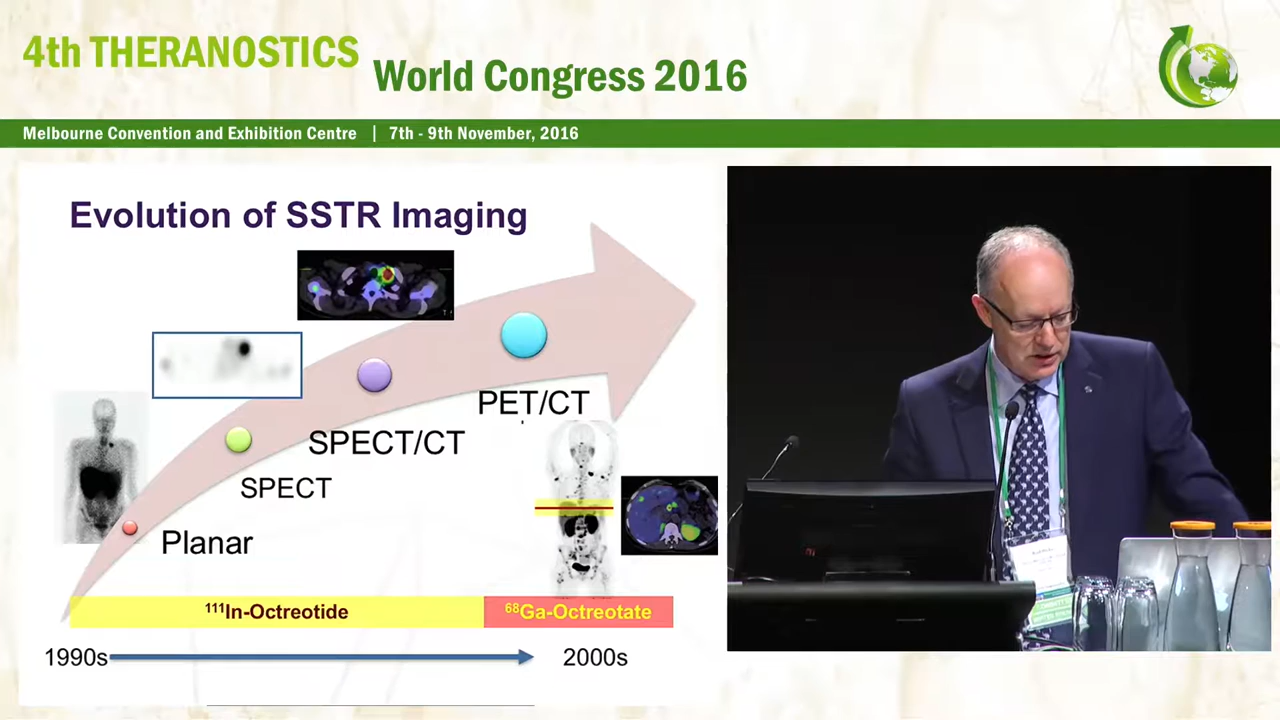 4th THERANOSTICS
World Congress 2016
Melbourne Convention and Exhibition Centre | 7th - 9th November, 2016
Evolution of SSTR Imaging
PET/CT
SPECT/CT
SPECT
Planar
¹¹¹In-Octreotide
⁶⁸Ga-Octreotate
1990s
2000s